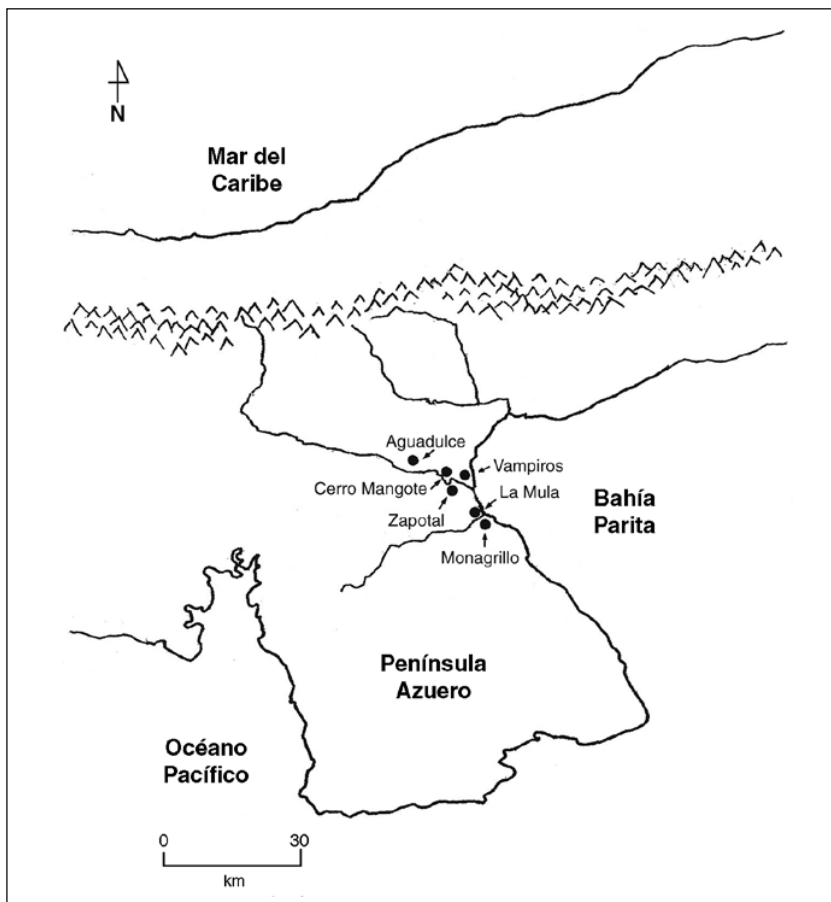 N
Mar del
Caribe
Aguadulce
Vampiros
Cerro Mangote
La Mula
Zapotal
Bahía
Parita
Monagrillo
Península
Azuero
Océano
Pacífico
0 30
km